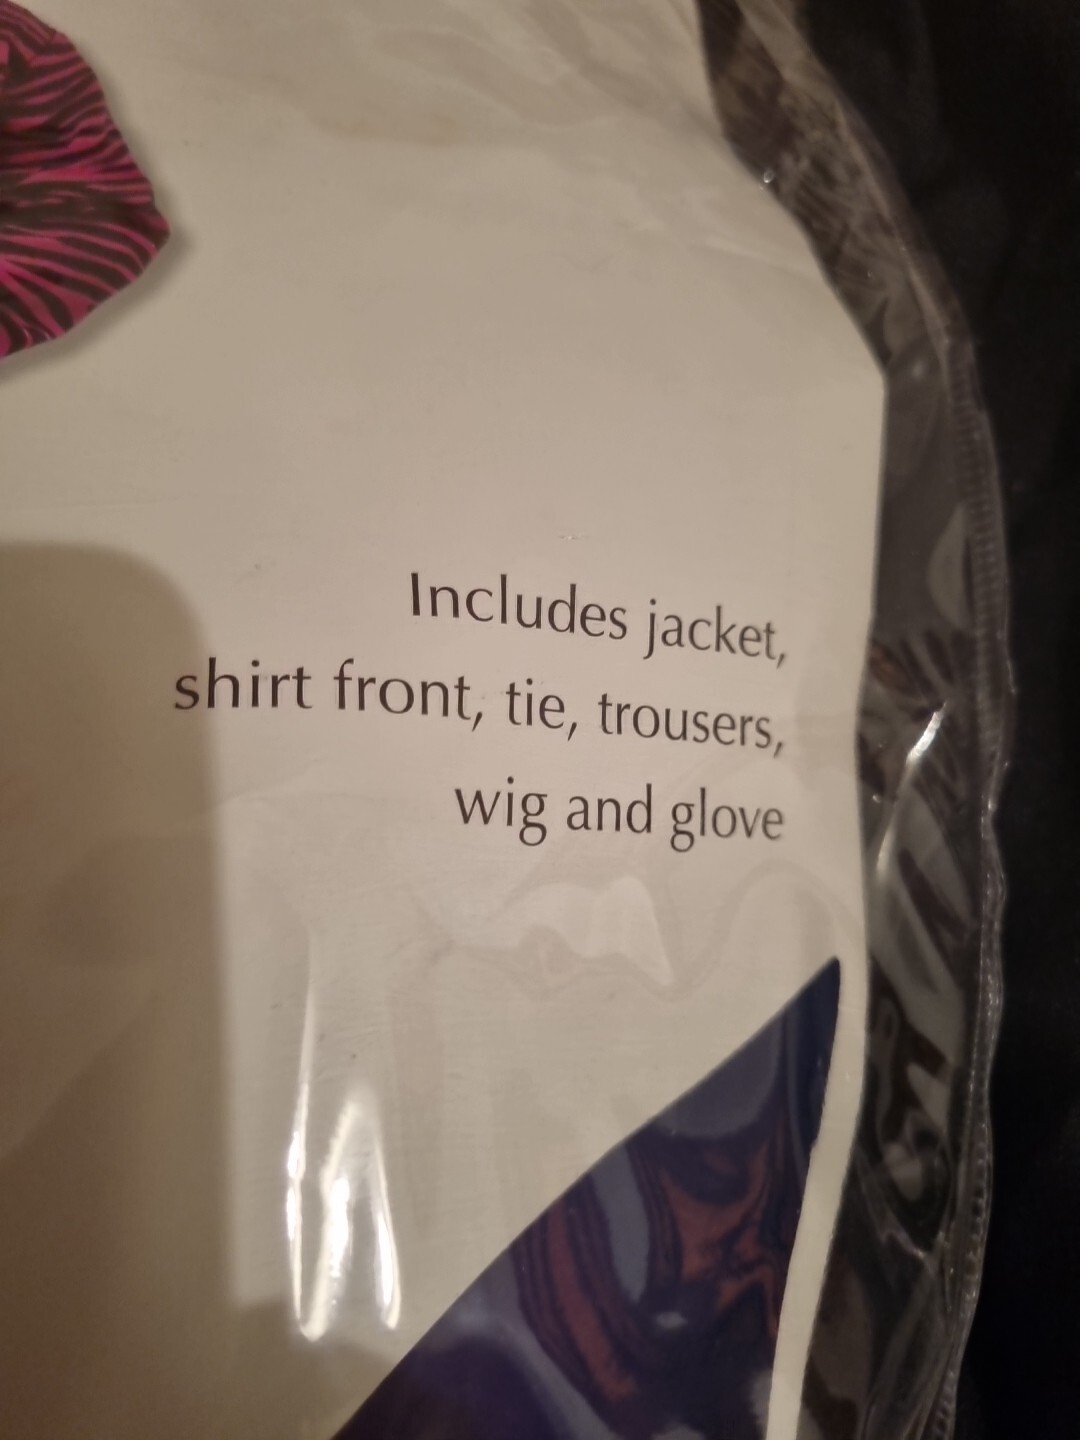 Includes jacket,
shirt front, tie, trousers,
wig and glove